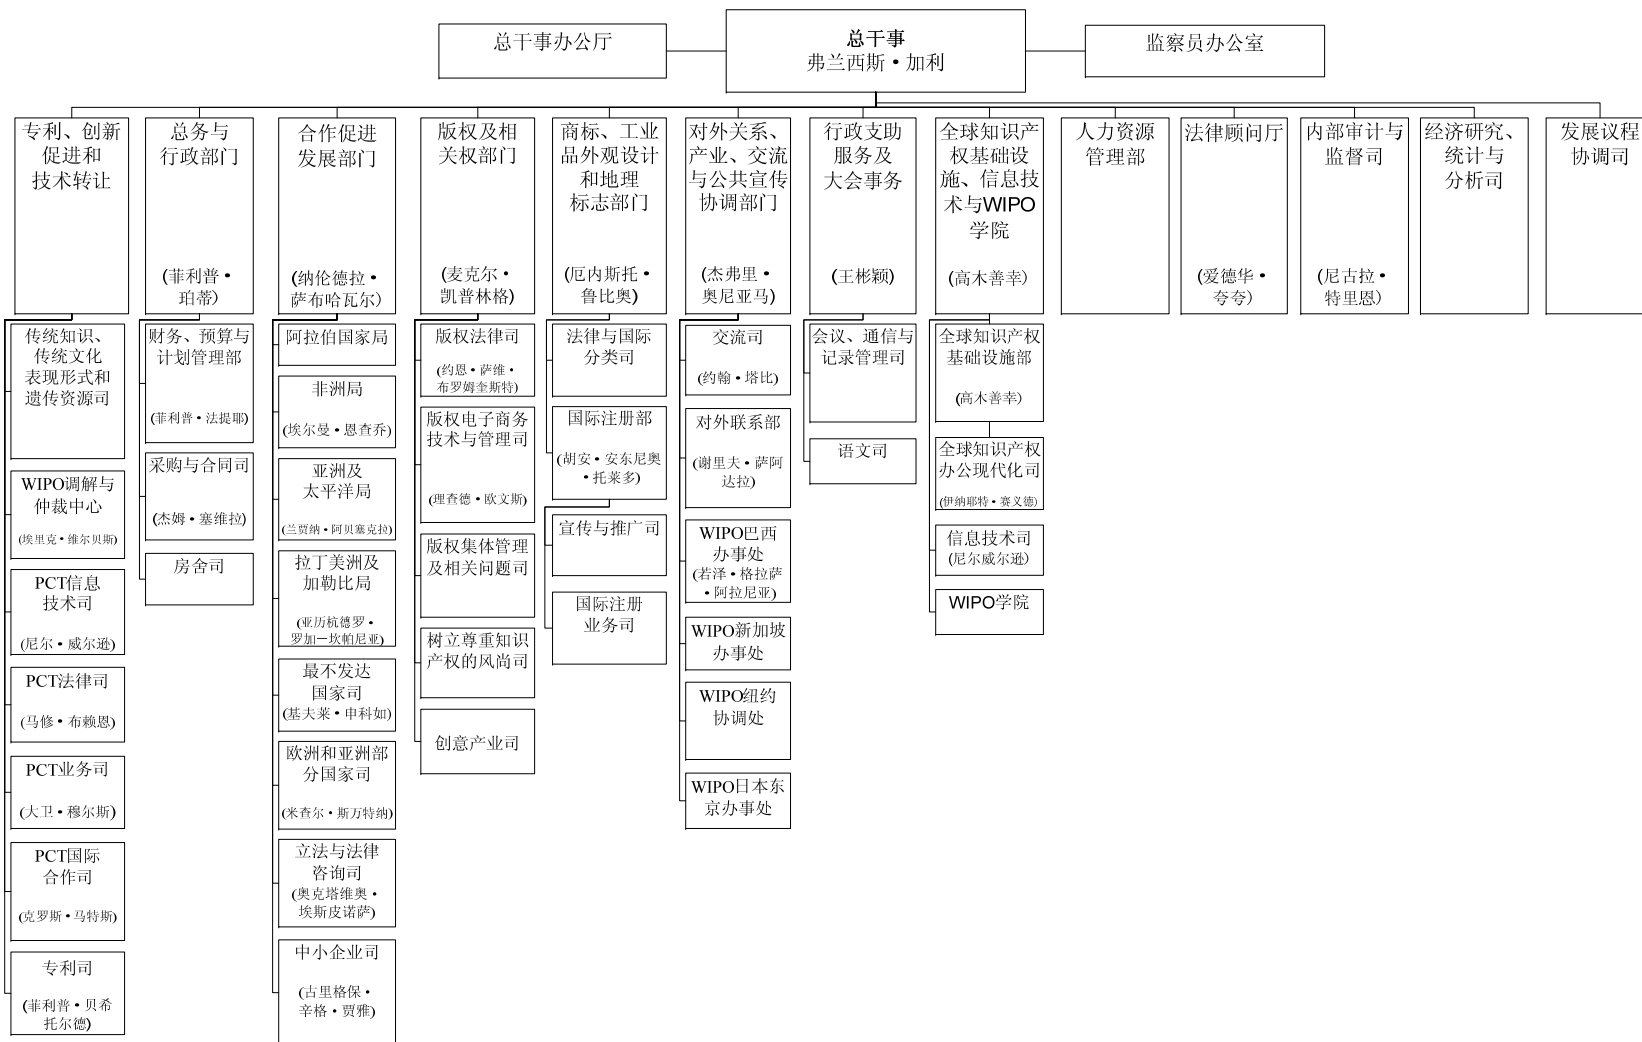 总干事办公厅
总干事
弗兰西斯·加利
监察员办公室
专利、创新
促进和
技术转让
总务与
行政部门
(菲利普·
珀蒂)
合作促进
发展部门
(纳伦德拉·
萨布哈瓦尔)
版权及相
关权部门
(麦克尔·
凯普林格)
商标、工业
品外观设计
和地理
标志部门
(厄内斯托·
鲁比奥)
对外关系、
产业、交流
与公共宣传
协调部门
(杰弗里·
奥尼亚马)
行政支助
服务及
大会事务
(王彬颖)
全球知识产
权基础设
施、信息技
术与WIPO
学院
(高木善幸)
人力资源
管理部
法律顾问厅
(爱德华·
夸夸)
内部审计与
监督司
(尼古拉·
特里恩)
经济研究、
统计与
分析司
发展议程
协调司
传统知识、
传统文化
表现形式和
遗传资源司
WIPO调解与
仲裁中心
(埃里克·维尔贝斯)
PCT信息
技术司
(尼尔·威尔逊)
PCT法律司
(马修·布赖恩)
PCT业务司
(大卫·穆尔斯)
PCT国际
合作司
(克罗斯·马特斯)
专利司
(菲利普·贝希
托尔德)
财务、预算与
计划管理部
(菲利普·法提耶)
采购与合同司
(杰姆·塞维拉)
房舍司
阿拉伯国家局
非洲局
(埃尔曼·恩查乔)
亚洲及
太平洋局
(兰贾纳·阿贝塞克拉)
拉丁美洲及
加勒比局
(亚历杭德罗·
罗加－坎帕尼亚)
最不发达
国家司
(基夫莱·申科如)
欧洲和亚洲部
分国家司
(米查尔·斯万特纳)
立法与法律
咨询司
(奥克塔维奥·
埃斯皮诺萨)
中小企业司
(古里格保·
辛格·贾雅)
版权法律司
(约恩·萨维·
布罗姆奎斯特)
版权电子商务
技术与管理司
(理查德·欧文斯)
版权集体管理
及相关问题司
树立尊重知识
产权的风尚司
创意产业司
法律与国际
分类司
国际注册部
(胡安·安东尼奥
·托莱多)
宣传与推广司
国际注册
业务司
交流司
(约翰·塔比)
对外联系部
(谢里夫·萨阿
达拉)
WIPO巴西
办事处
(若泽·格拉萨
·阿拉尼亚)
WIPO新加坡
办事处
WIPO纽约
协调处
WIPO日本东
京办事处
会议、通信与
记录管理司
语文司
全球知识产权
基础设施部
(高木善幸)
全球知识产权
办公现代化司
(伊纳耶特·赛义德)
信息技术司
(尼尔威尔逊)
WIPO学院